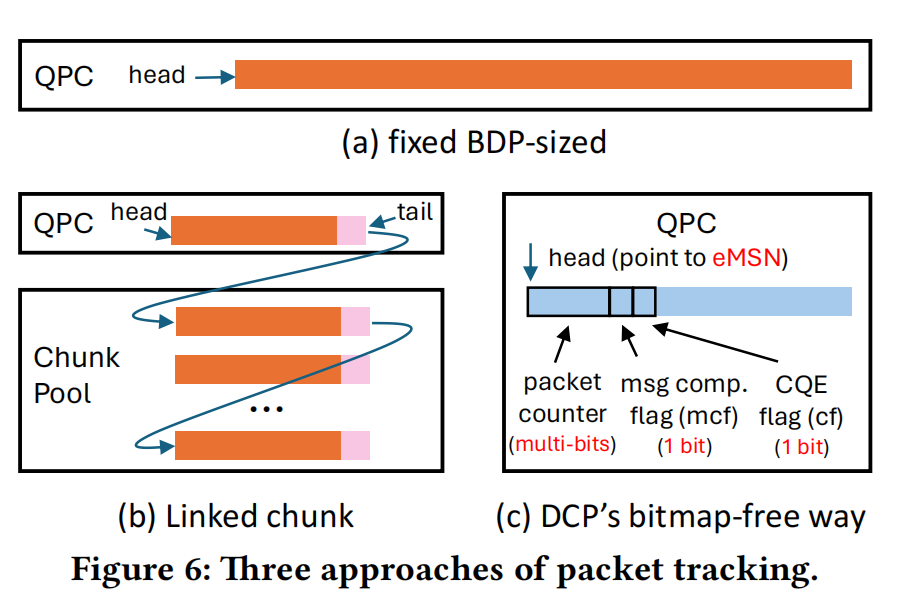 QPC head
(a) fixed BDP-sized
QPC head tail
Chunk
Pool
...
(b) Linked chunk
QPC
head (point to eMSN)
packet
counter
(multi-bits)
msg comp.
flag (mcf)
(1 bit)
CQE
flag (cf)
(1 bit)
(c) DCP’s bitmap-free way
Figure 6: Three approaches of packet tracking.